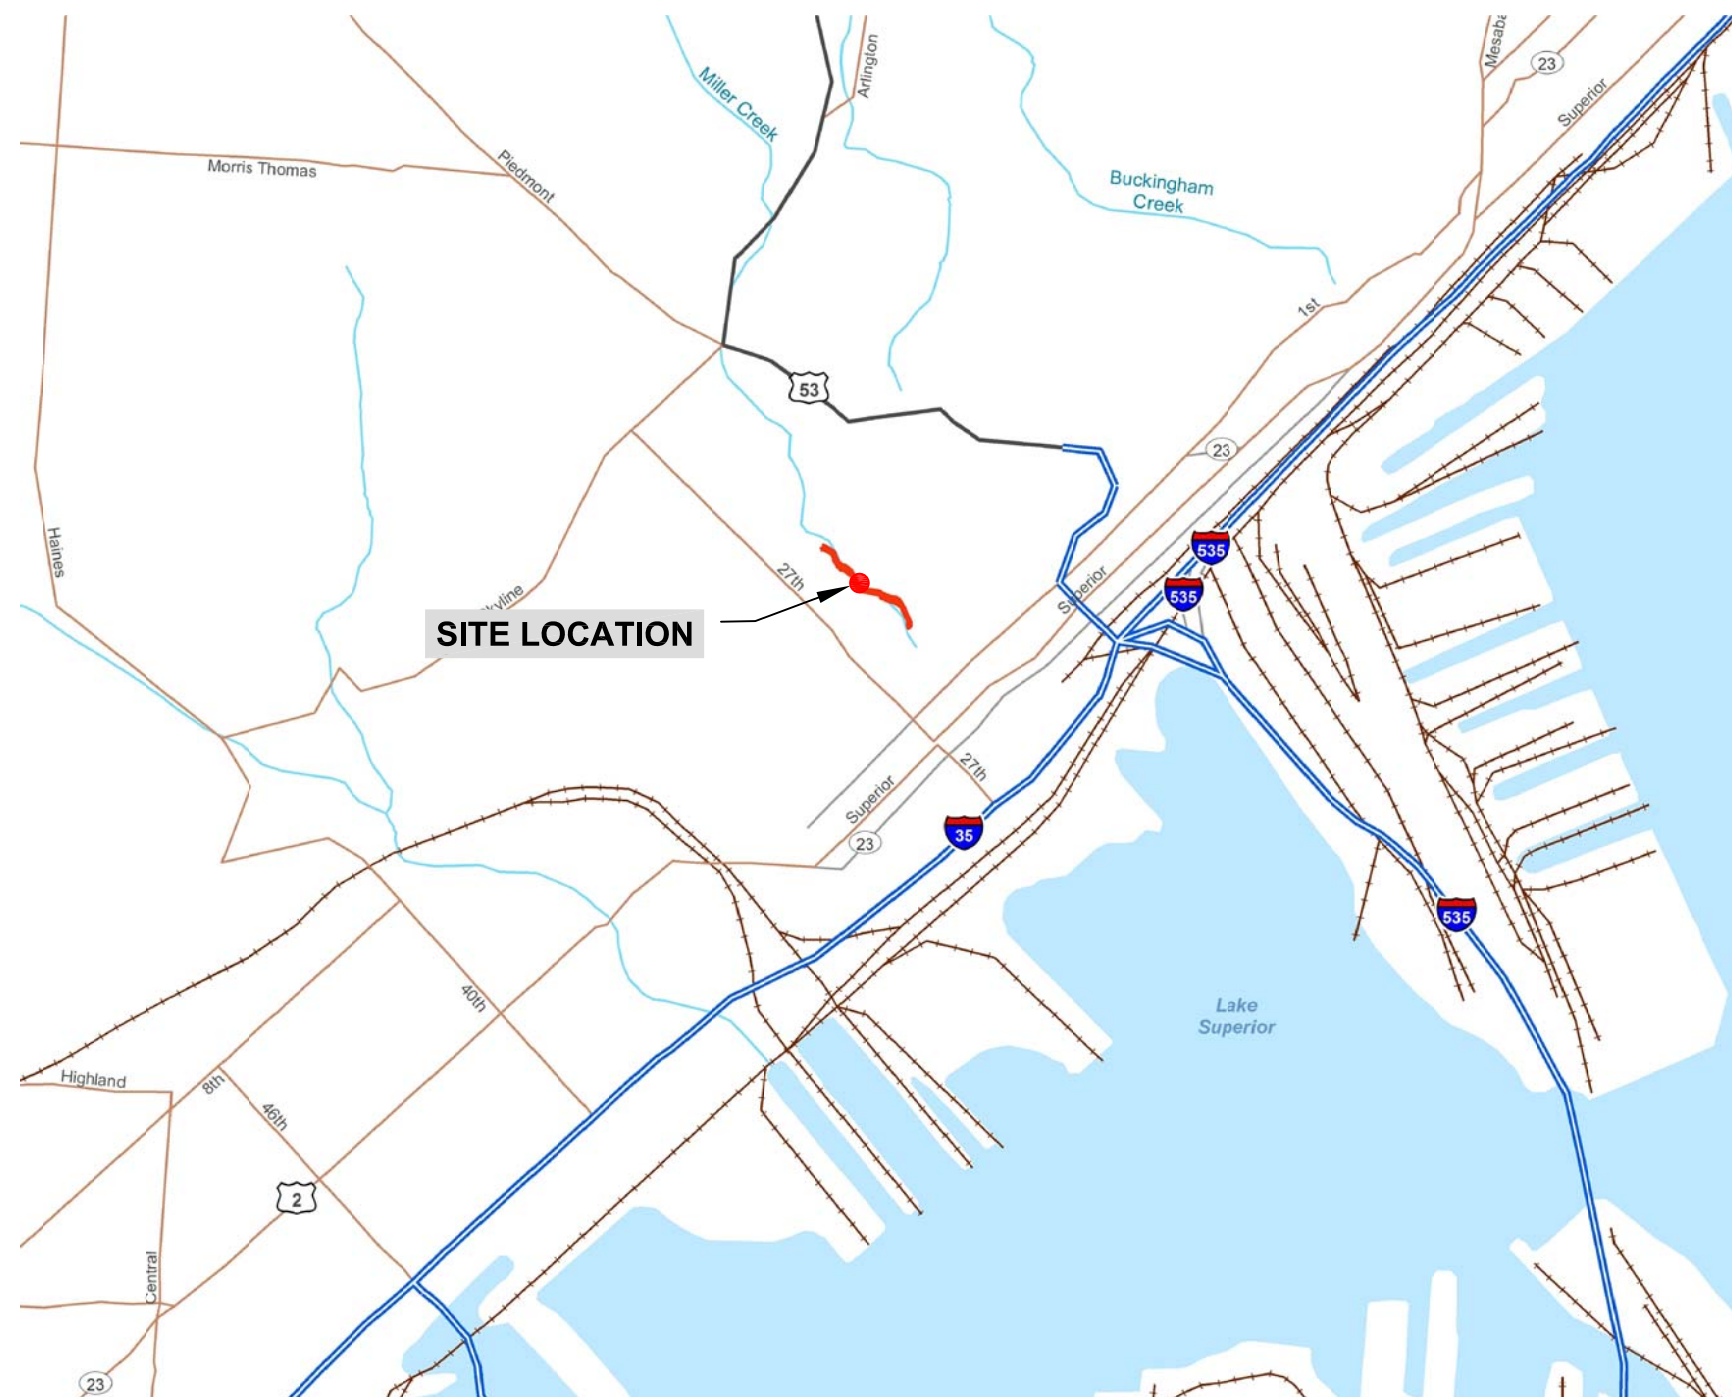 Mesaba
23
Superior
Arlington
Miller Creek
Morris Thomas
Piedmont
Buckingham
Creek
1st
53
23
Haines
535
27th
535
Superior
SITE LOCATION
27th
Superior
35
23
535
40th
Lake
Superior
Highland
8th
46th
2
Central
23